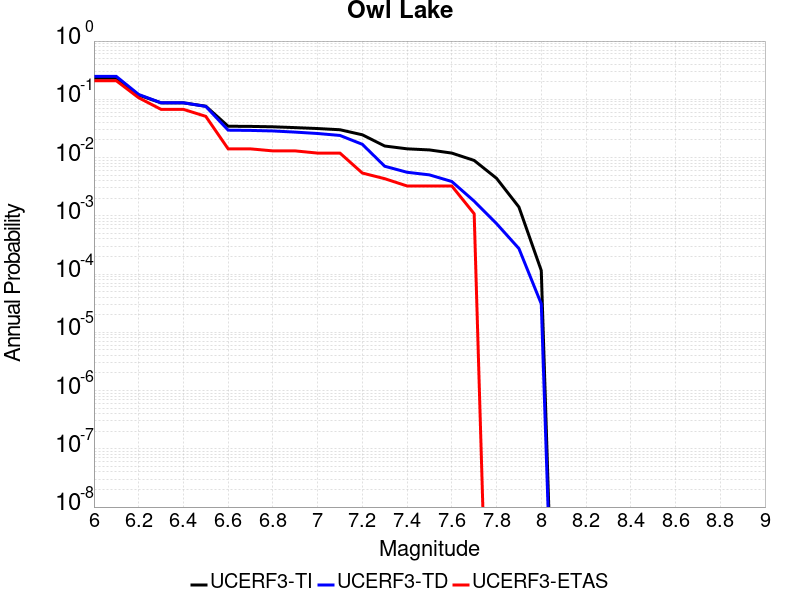 Owl Lake
10^0
10^-1
10^-2
10^-3
10^-4
10^-5
10^-6
10^-7
10^-8
Annual Probability
6 6.2 6.4 6.6 6.8 7 7.2 7.4 7.6 7.8 8 8.2 8.4 8.6 8.8 9
Magnitude
UCERF3-TI UCERF3-TD UCERF3-ETAS